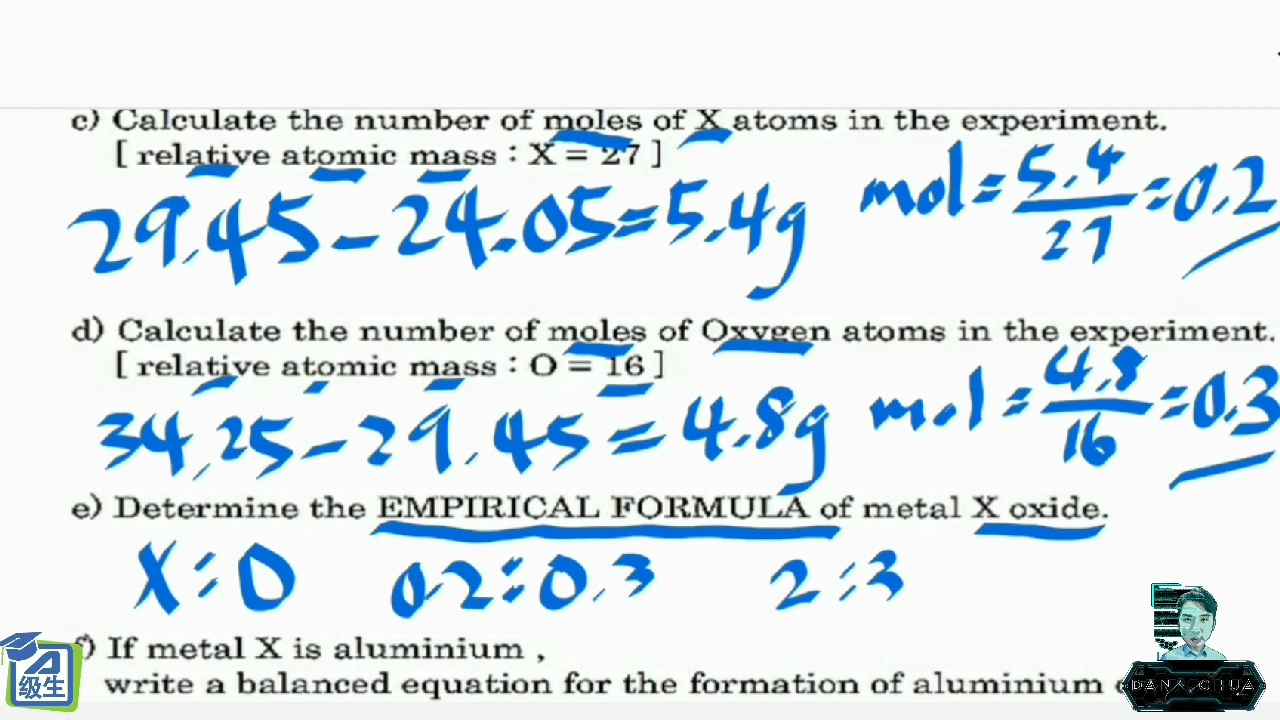 c) Calculate the number of moles of X atoms in the experiment.
[ relative atomic mass : X = 27 ]
29.45 - 24.05 = 5.4g mol = 5.4/27 = 0.2
d) Calculate the number of moles of Oxygen atoms in the experiment.
[ relative atomic mass : O = 16 ]
34.25 - 29.45 = 4.8g mol = 4.8/16 = 0.3
e) Determine the EMPIRICAL FORMULA of metal X oxide.
X : O 0.2 : 0.3 2 : 3
f) If metal X is aluminium ,
write a balanced equation for the formation of aluminium
A
级生
DANZ CHUA